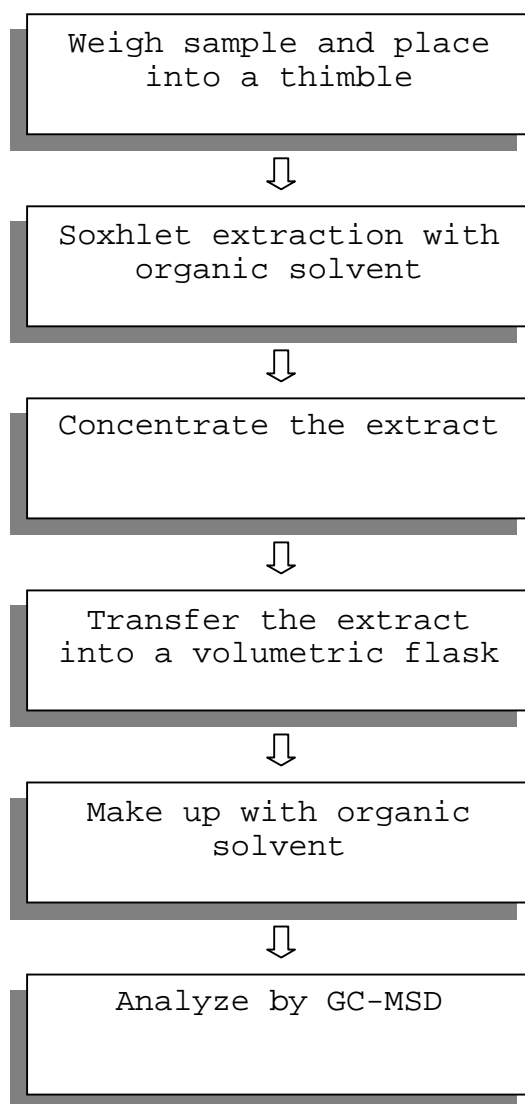 Weigh sample and place
into a thimble
Soxhlet extraction with
organic solvent
Concentrate the extract
Transfer the extract
into a volumetric flask
Make up with organic
solvent
Analyze by GC-MSD